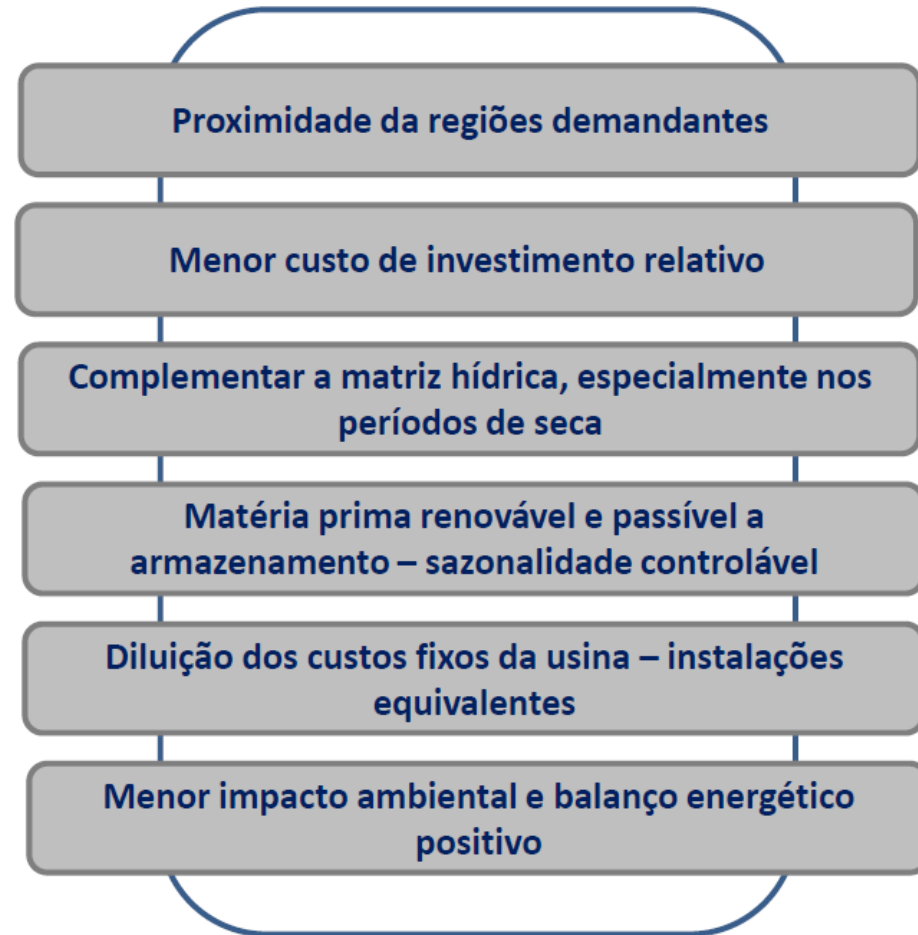 Proximidade da regiões demandantes
Menor custo de investimento relativo
Complementar a matriz hídrica, especialmente nos
períodos de seca
Matéria prima renovável e passível a
armazenamento – sazonalidade controlável
Diluição dos custos fixos da usina – instalações
equivalentes
Menor impacto ambiental e balanço energético
positivo